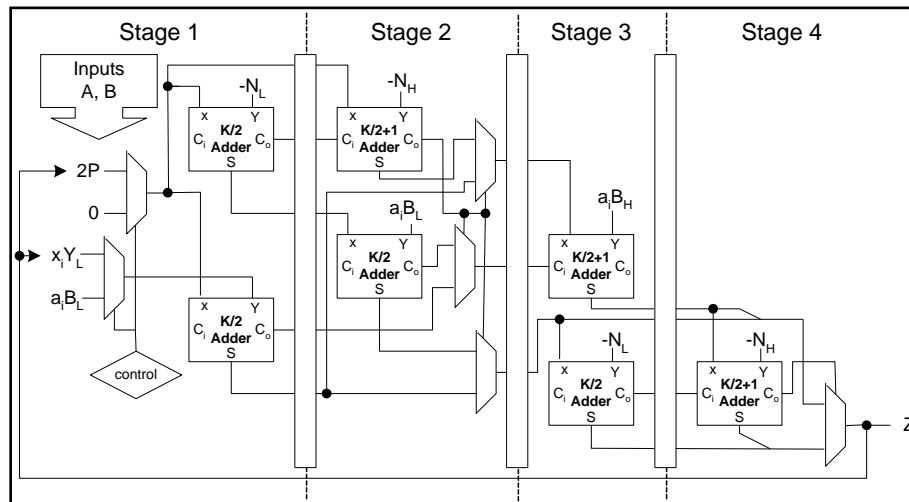 Stage 1
Stage 2
Stage 3
Stage 4
Inputs
A, B
-N_L
x Y
K/2
C_i Adder C_o
S
-N_H
x Y
K/2+1
C_i Adder C_o
S
2P
0
a_iB_L
x Y
K/2
C_i Adder C_o
S
a_iB_H
x Y
K/2+1
C_i Adder C_o
S
x_iY_L
a_iB_L
x Y
K/2
C_i Adder C_o
S
control
-N_L
x Y
K/2
C_i Adder C_o
S
-N_H
x Y
K/2+1
C_i Adder C_o
S
Z